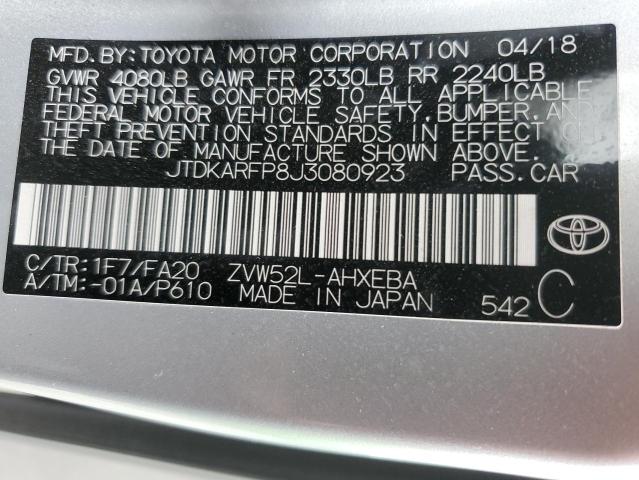 MFD. BY: TOYOTA MOTOR CORPORATION 04/18
GVWR 4080LB GAWR FR 2330LB RR 2240LB
THIS VEHICLE CONFORMS TO ALL APPLICABLE
FEDERAL MOTOR VEHICLE SAFETY, BUMPER, AND
THEFT PREVENTION STANDARDS IN EFFECT ON
THE DATE OF MANUFACTURE SHOWN ABOVE.
JTDKARFP8J3080923 PASS.CAR
C/TR: 1F7/FA20 ZVW52L-AHXEBA
A/TM: -01A/P610 MADE IN JAPAN 542 C